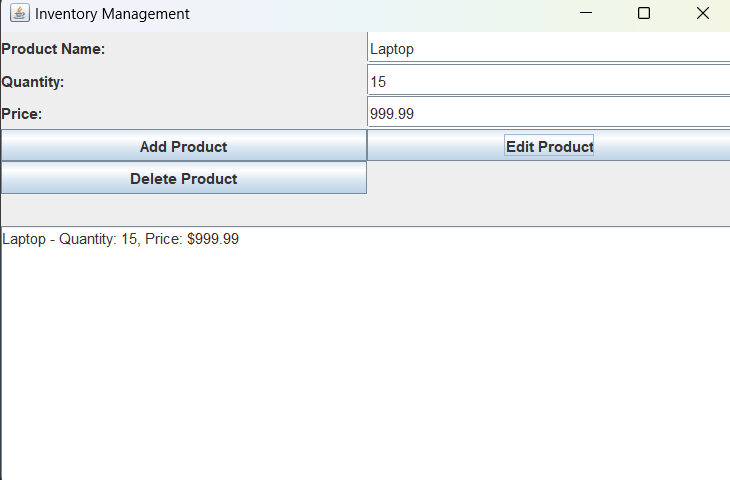 Inventory Management
Product Name: Laptop
Quantity: 15
Price: 999.99
Add Product Edit Product
Delete Product
Laptop - Quantity: 15, Price: $999.99